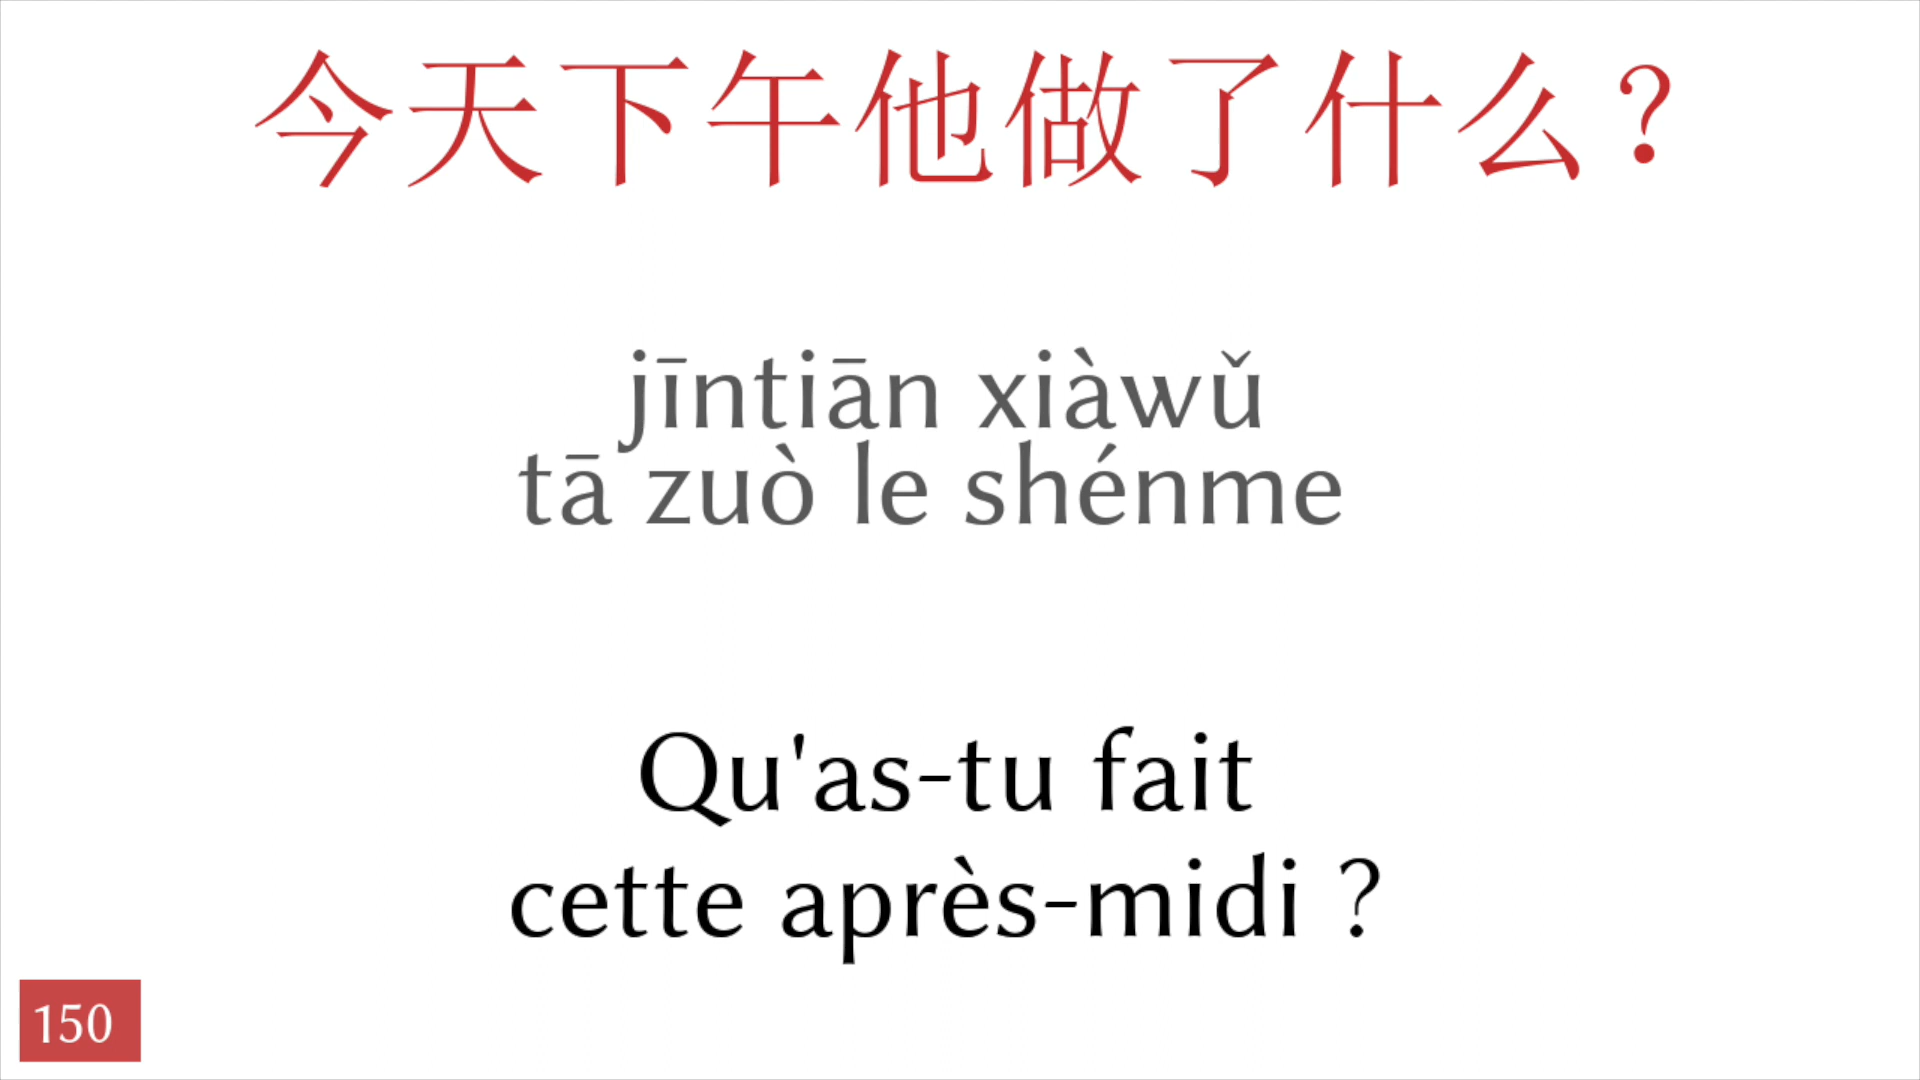 今天下午他做了什么？
jīntiān xiàwǔ
tā zuò le shénme
Qu'as-tu fait
cette après-midi ?
150